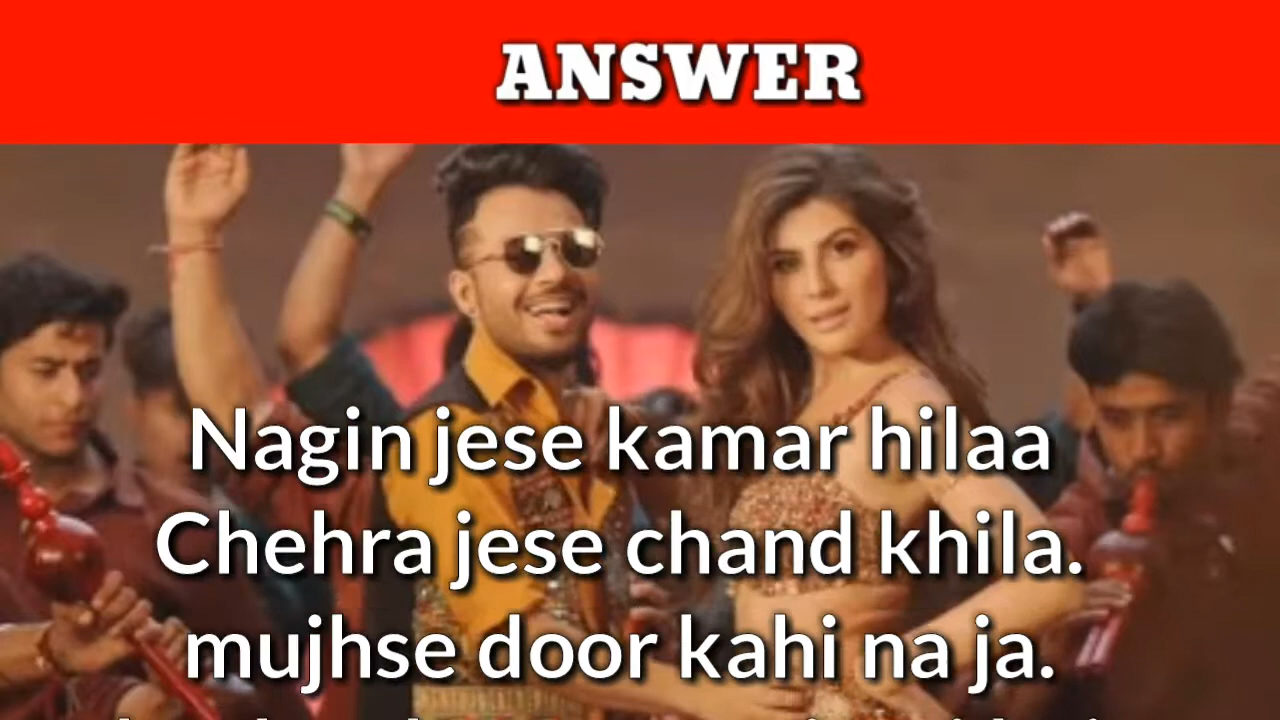 ANSWER
Nagin jese kamar hilaa
Chehra jese chand khila.
mujhse door kahi na ja.